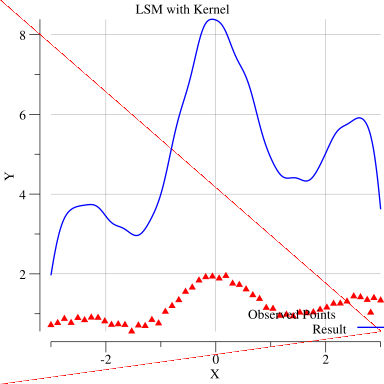 LSM with Kernel
8
6
4
2
Y
Observed Points
Result
-2
0
2
X